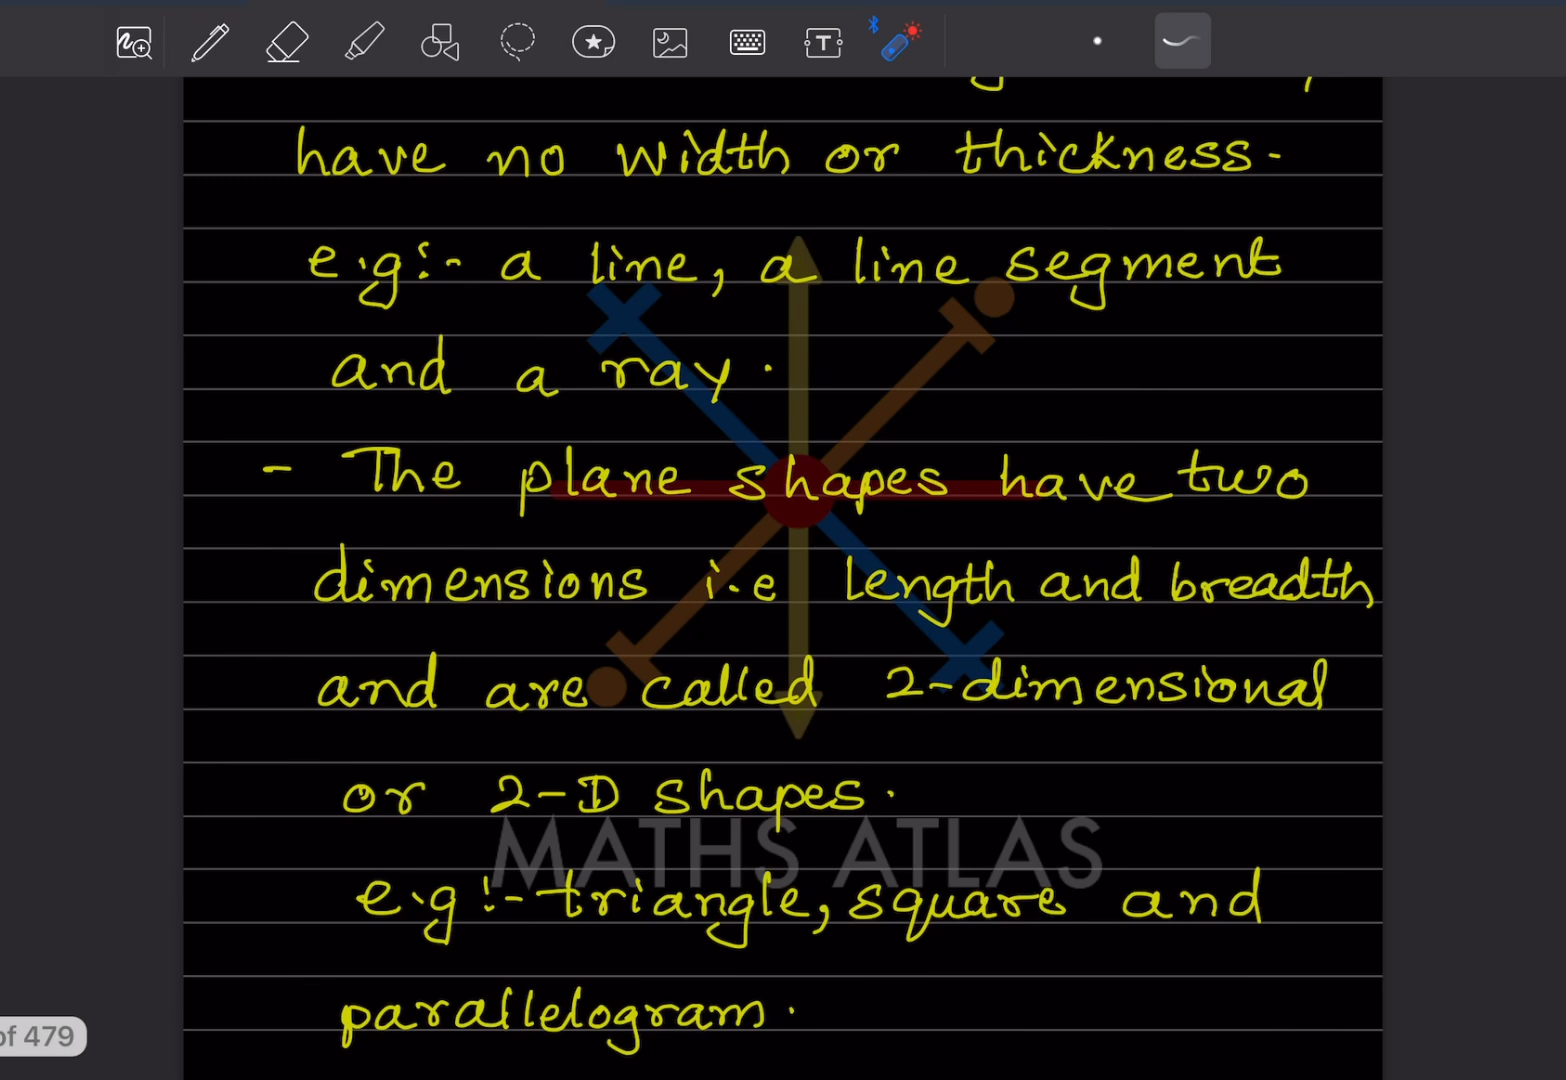 have no width or thickness.
e.g:- a line, a line segment
and a ray.
- The plane shapes have two
dimensions i.e length and breadth
and are called 2-dimensional
or 2-D shapes.
MATHS ATLAS
e.g:- triangle, square and
parallelogram.
of 479